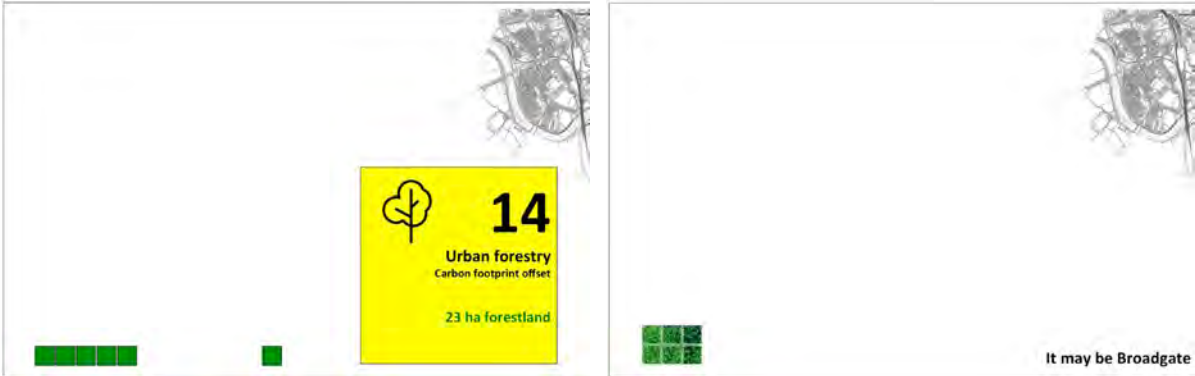 14
Urban forestry
Carbon footprint offset
23 ha forestland
It may be Broadgate